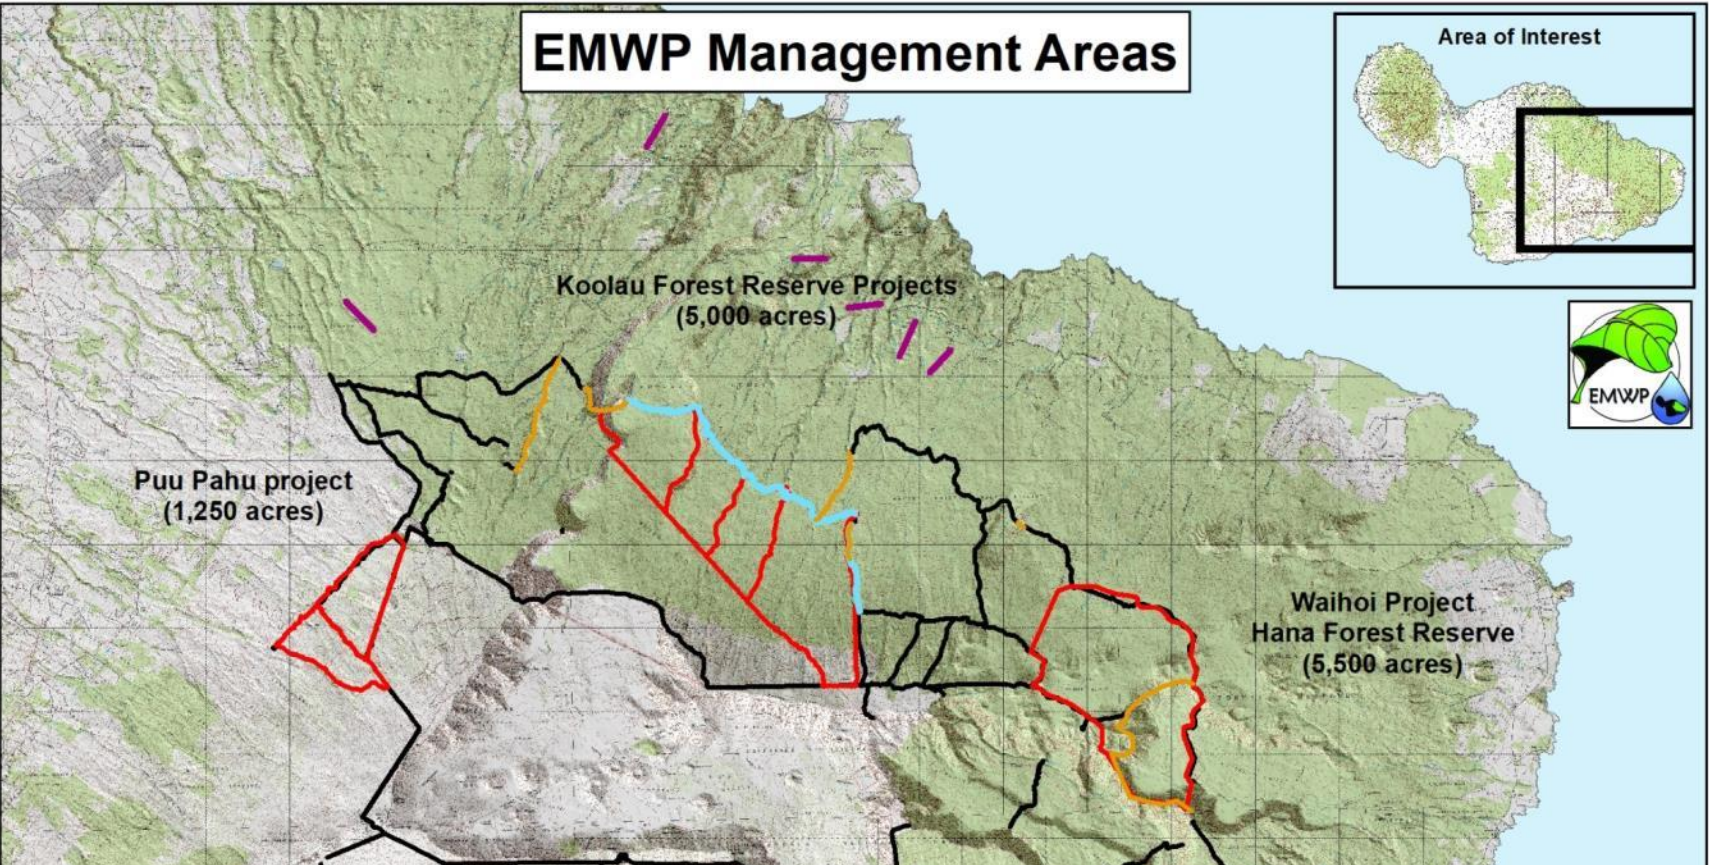 EMWP Management Areas
Area of Interest
Koolau Forest Reserve Projects
(5,000 acres)
EMWP
Puu Pahu project
(1,250 acres)
Waihoi Project
Hana Forest Reserve
(5,500 acres)